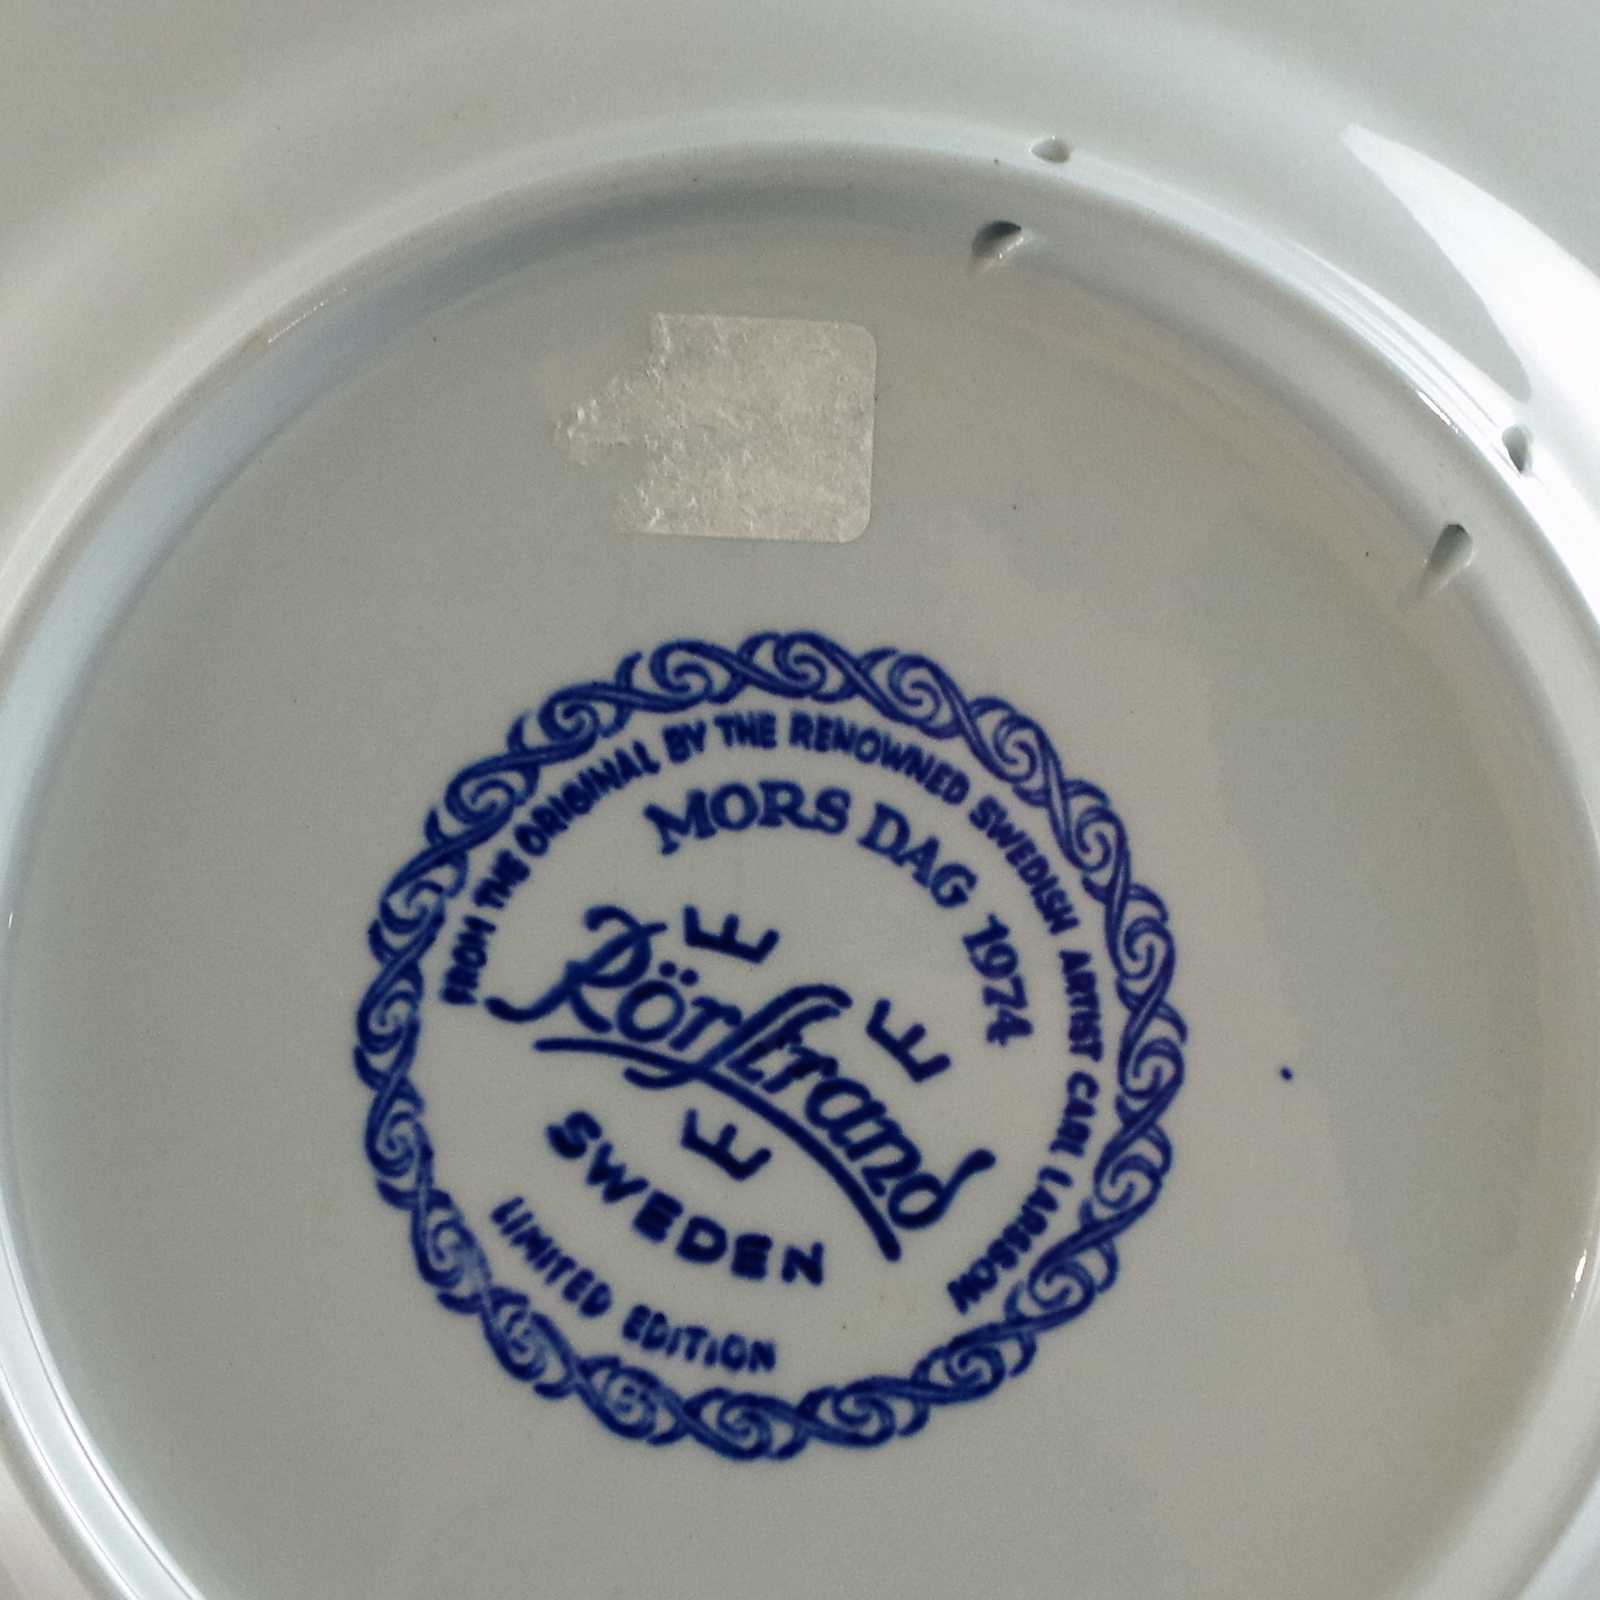 FROM THE ORIGINAL BY THE RENOWNED SWEDISH ARTIST CARL LARSSON
MORS DAG 1974
Rörstrand
SWEDEN
LIMITED EDITION